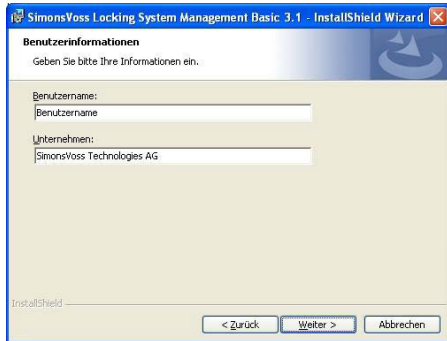 SimonsVoss Locking System Management Basic 3.1 - InstallShield Wizard
Benutzerinformationen
Geben Sie bitte Ihre Informationen ein.
Benutzername:
Benutzername
Unternehmen:
SimonsVoss Technologies AG
InstallShield
< Zurück Weiter > Abbrechen